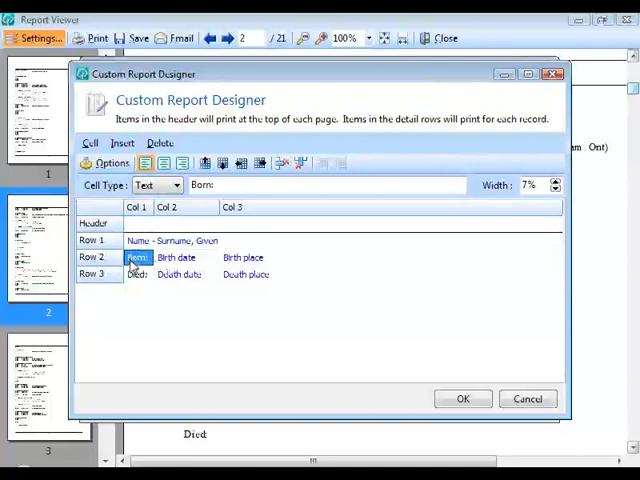 Report Viewer
Settings... Print Save Email 2 / 21 100% Close
Custom Report Designer
Custom Report Designer
Items in the header will print at the top of each page. Items in the detail rows will print for each record.
am . Ont)
Cell Insert Delete
Options
Cell Type : Text Born: Width : 7%
Col 1 Col 2 Col 3
Header
Row 1 Name - Surname, Given
Row 2 Born: Birth date Birth place
Row 3 Died: Death date Death place
OK Cancel
Died:
1
2
3